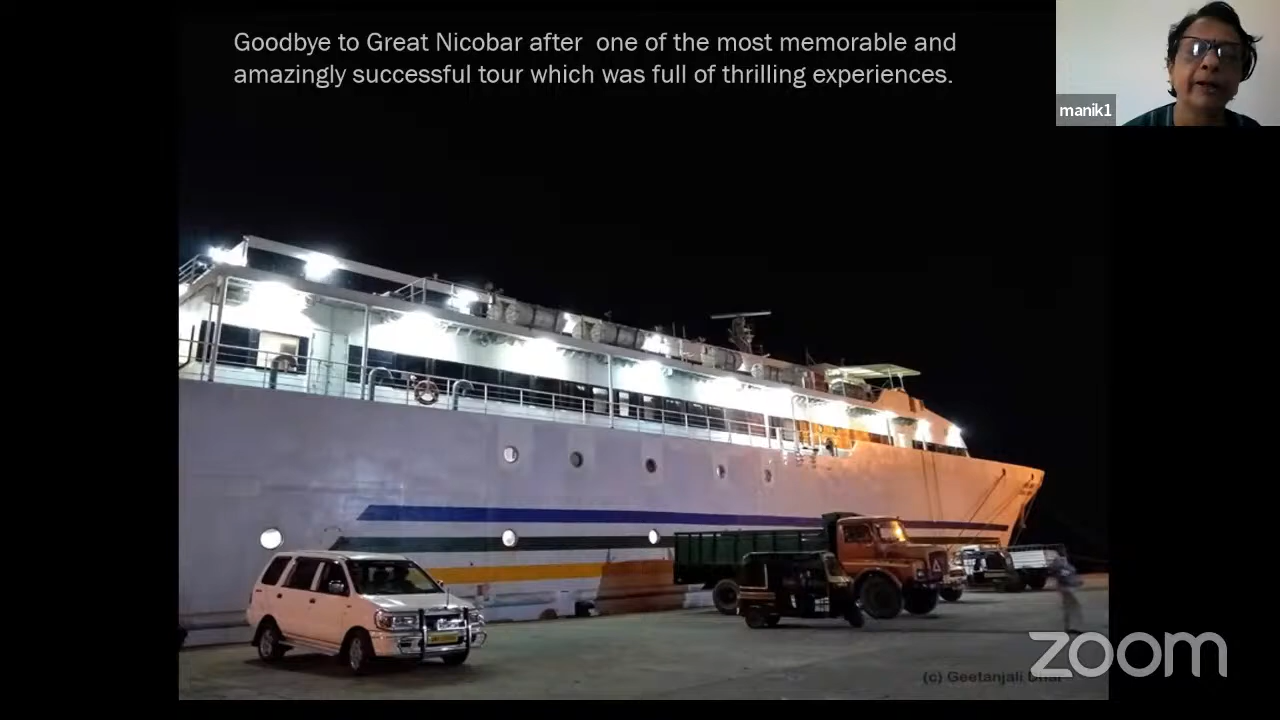 Goodbye to Great Nicobar after  one of the most memorable and
amazingly successful tour which was full of thrilling experiences.
manik1
zoom
(c) Geetanjali